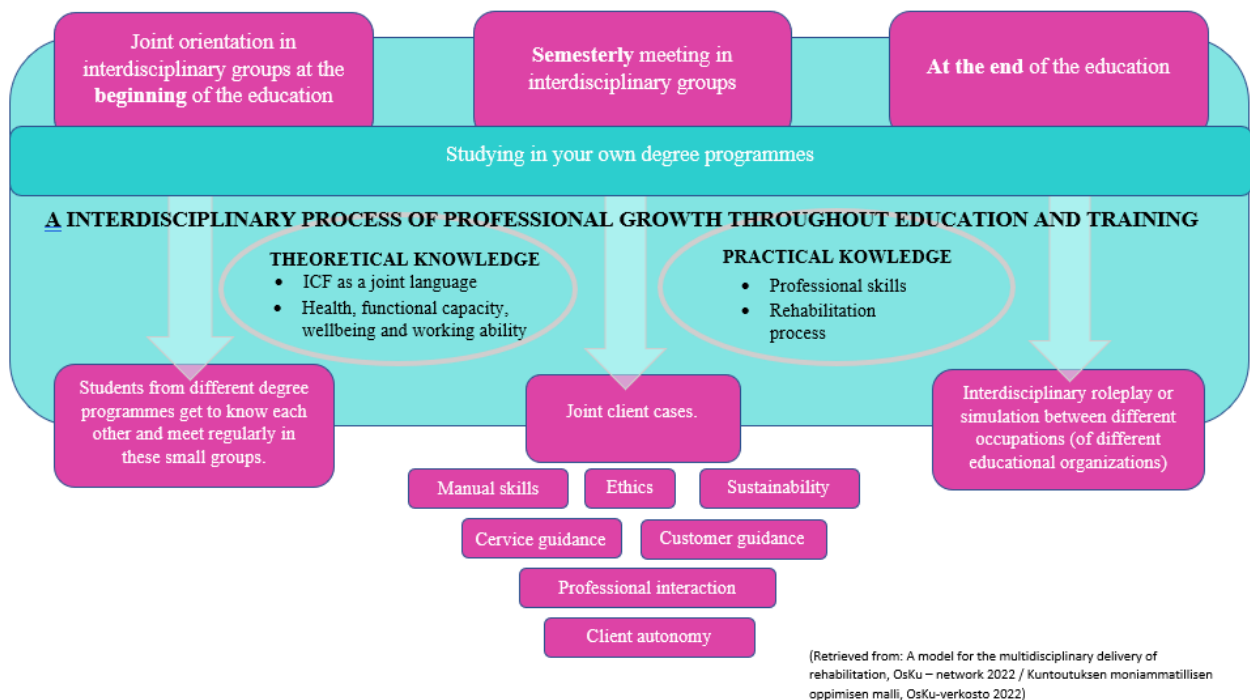 Joint orientation in
interdisciplinary groups at the
beginning of the education
Semesterly meeting in
interdisciplinary groups
At the end of the education
Studying in your own degree programmes
A INTERDISCIPLINARY PROCESS OF PROFESSIONAL GROWTH THROUGHOUT EDUCATION AND TRAINING
THEORETICAL KNOWLEDGE
• ICF as a joint language
• Health, functional capacity,
wellbeing and working ability
PRACTICAL KOWLEDGE
• Professional skills
• Rehabilitation
process
Students from different degree
programmes get to know each
other and meet regularly in
these small groups.
Joint client cases.
Interdisciplinary roleplay or
simulation between different
occupations (of different
educational organizations)
Manual skills
Ethics
Sustainability
Cervice guidance
Customer guidance
Professional interaction
Client autonomy
(Retrieved from: A model for the multidisciplinary delivery of
rehabilitation, OsKu – network 2022 / Kuntoutuksen moniammatillisen
oppimisen malli, OsKu-verkosto 2022)